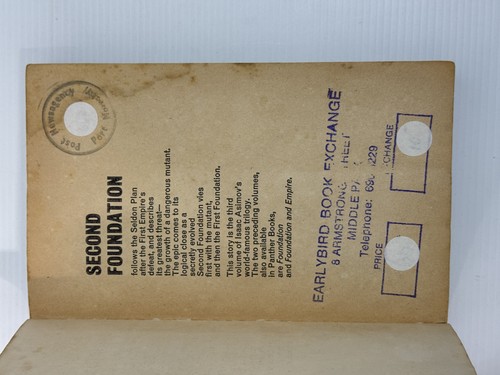 SECOND
FOUNDATION
follows the Seldon Plan
after the First Empire's
defeat, and describes
its greatest threat—
the growth of a dangerous mutant.
The epic comes to its
logical close as a
secretly evolved
Second Foundation vies
first with the mutant,
and then the First Foundation.
This story is the third
volume of Isaac Asimov's
world-famous trilogy.
The two preceding volumes,
also available
in Panther Books,
are Foundation
and Foundation and Empire,
Newsagency
EARLYBIRD BOOK EXCHANGE
8 ARMSTRONG STREET
MIDDLE
Telephone: 229
PRICE
EXCHANGE